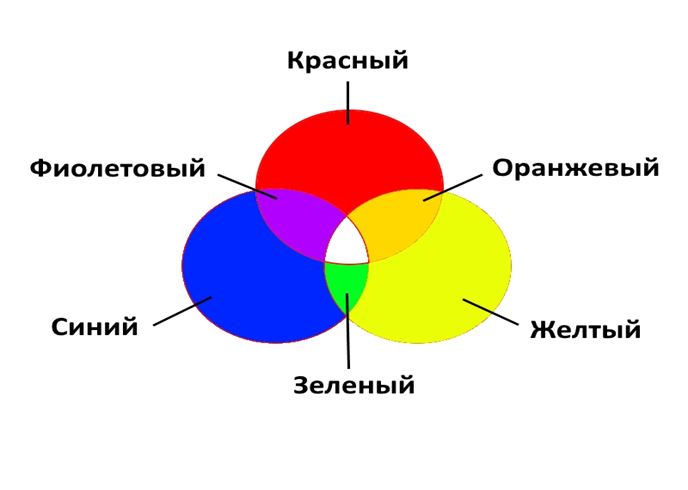 Красный
Фиолетовый
Оранжевый
Синий
Желтый
Зеленый